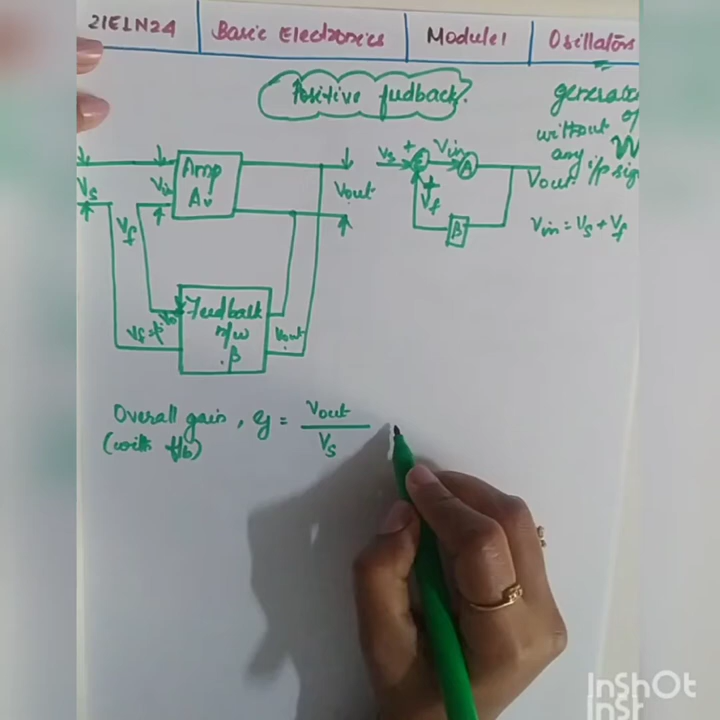 21ELN24 Basic Electronics Module1 Oscillators
Positive feedback.
generates
without
any i/p sig
Amp
Av
Vs
Vin
Vf
Vout
Vs + Vin A
+
Vf
Vout
β
Vin = Vs + Vf
Feedback
n/w
β
Vout
Overall gain, G = Vout
(with f/b) Vs
InShOt